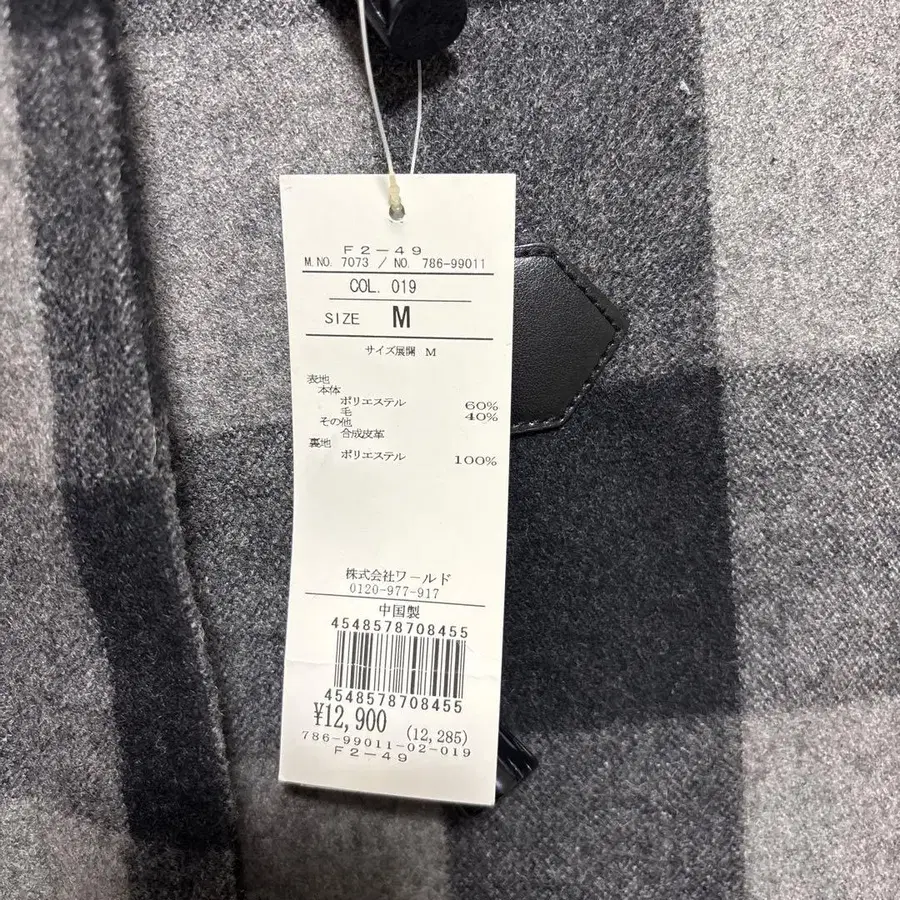 F2-49
M.NO. 7073 / NO. 786-99011
COL. 019
SIZE M
サイズ展開 M
表地
本体
ポリエステル 60%
毛 40%
その他
合成皮革
裏地
ポリエステル 100%
株式会社ワールド
0120-977-917
中国製
4548578708455
4548578708455
¥12,900 (12,285)
786-99011-02-019
F2-49